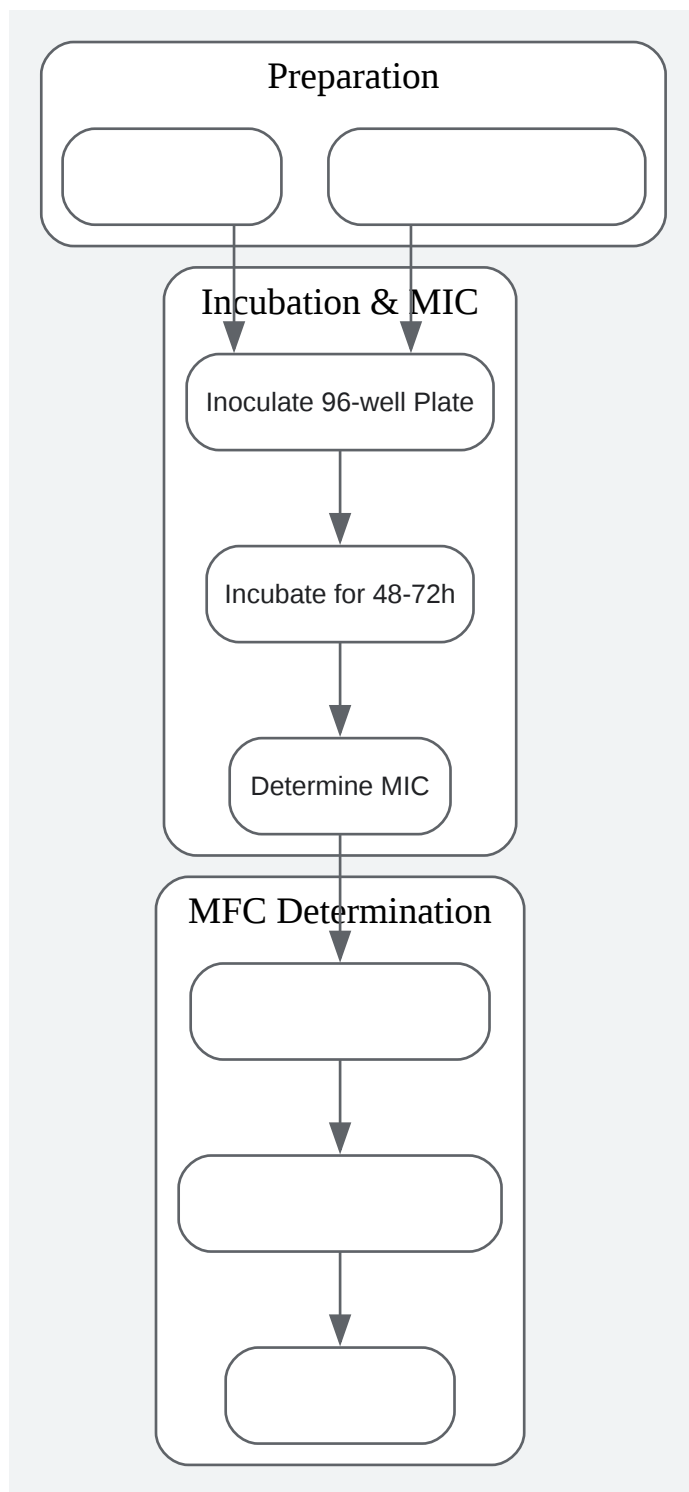 Preparation
Incubation & MIC
Inoculate 96-well Plate
Incubate for 48-72h
Determine MIC
MFC Determination